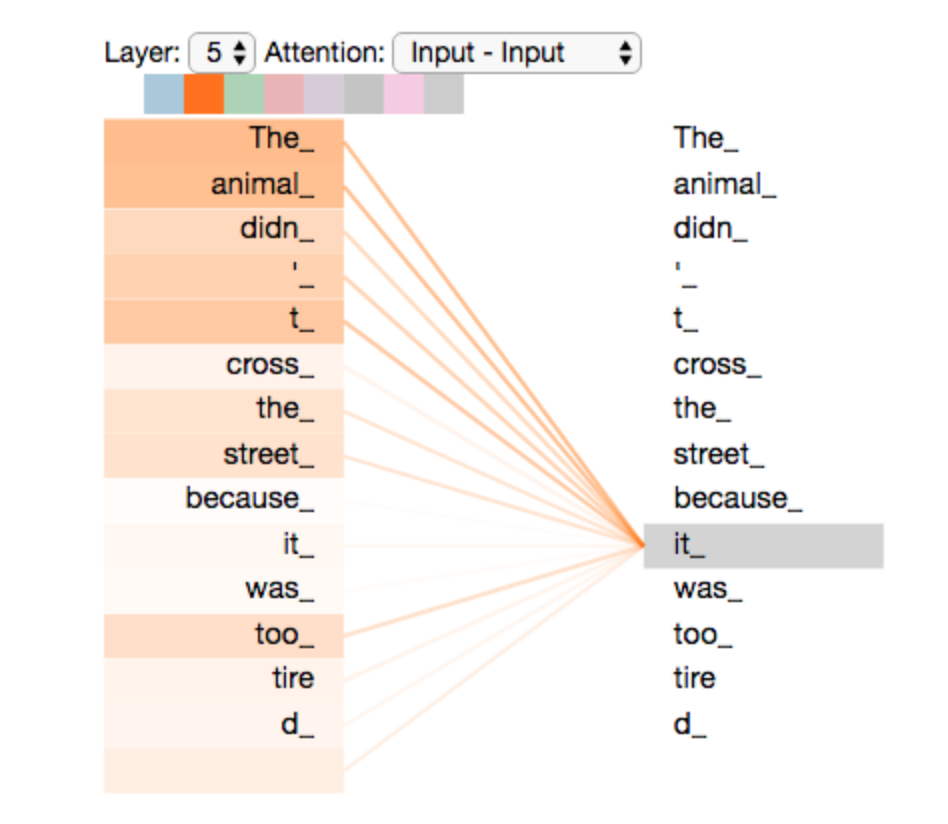 Layer: 5 Attention: Input - Input
The_ The_
animal_ animal_
didn_ didn_
'_ '_
t_ t_
cross_ cross_
the_ the_
street_ street_
because_ because_
it_ it_
was_ was_
too_ too_
tire tire
d_ d_